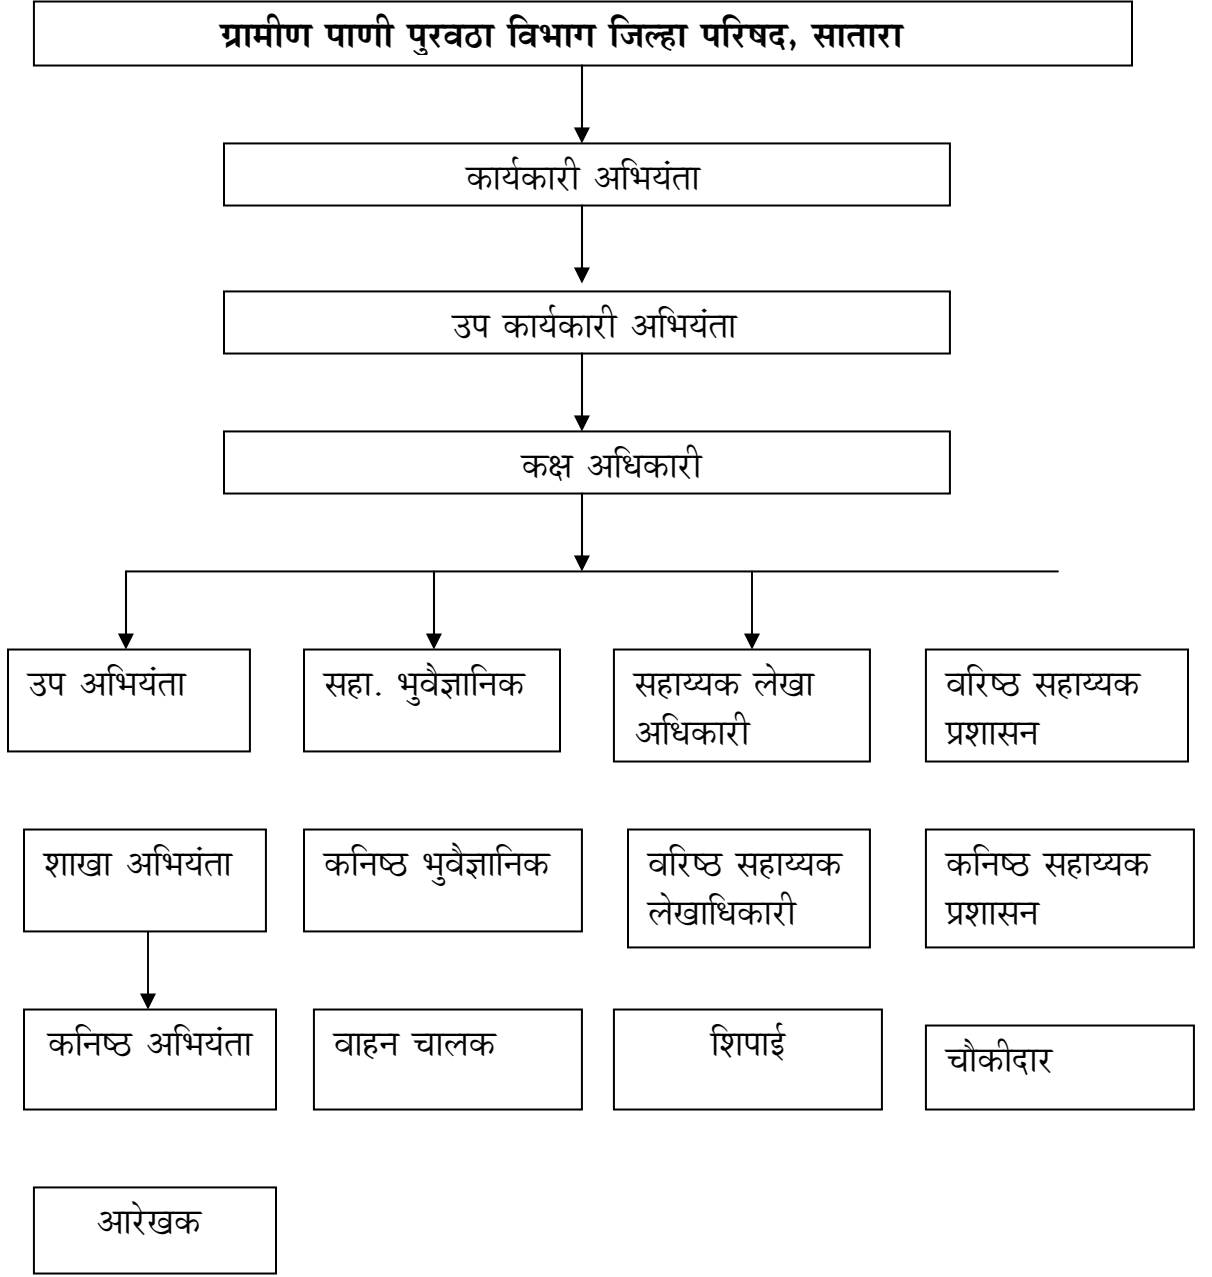 ग्रामीण पाणी पुरवठा विभाग जिल्हा परिषद, सातारा
कार्यकारी अभियंता
उप कार्यकारी अभियंता
कक्ष अधिकारी
उप अभियंता
सहा. भुवैज्ञानिक
सहाय्यक लेखा
अधिकारी
वरिष्ठ सहाय्यक
प्रशासन
शाखा अभियंता
कनिष्ठ भुवैज्ञानिक
वरिष्ठ सहाय्यक
लेखाधिकारी
कनिष्ठ सहाय्यक
प्रशासन
कनिष्ठ अभियंता
वाहन चालक
शिपाई
चौकीदार
आरेखक